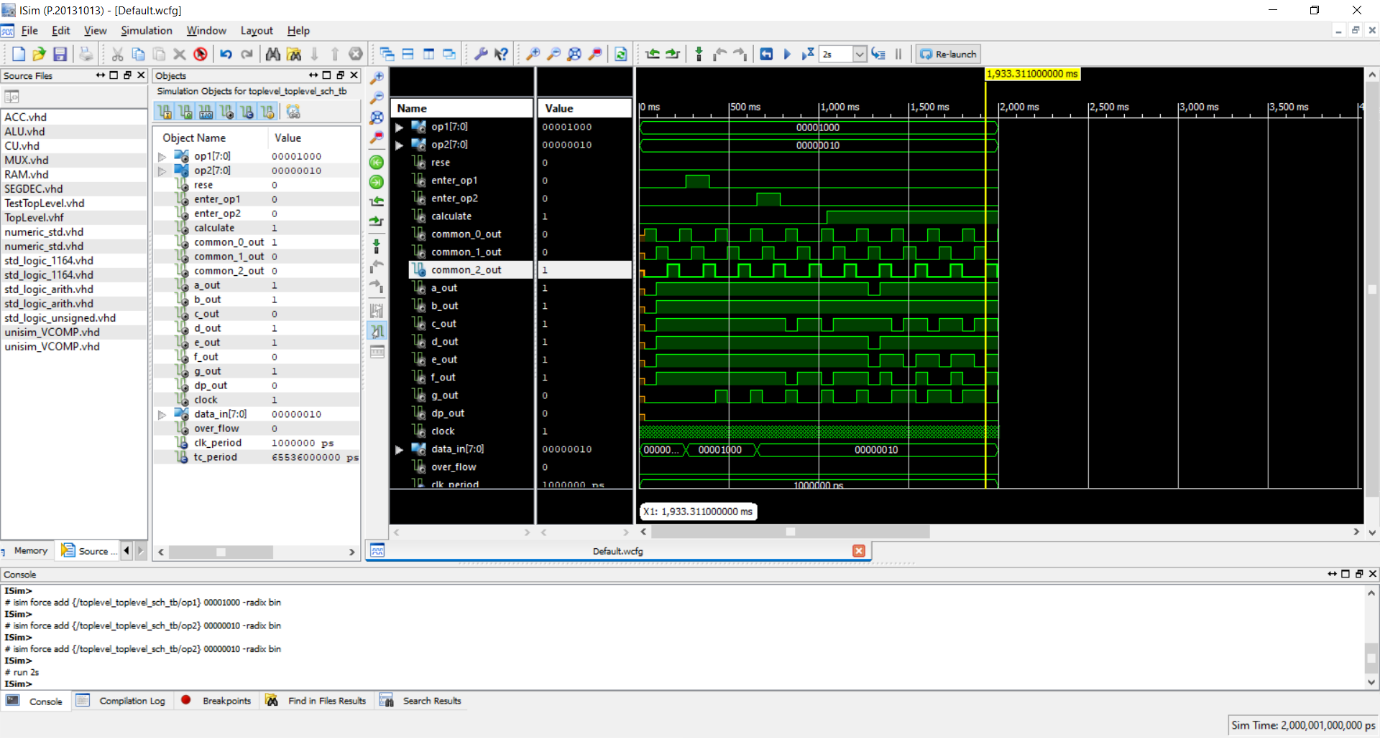 ISim (P.20131013) - [Default.wcfg]
File Edit View Simulation Window Layout Help
2s
Re-launch
Source Files
ACC.vhd
ALU.vhd
CU.vhd
MUX.vhd
RAM.vhd
SEGDEC.vhd
TestTopLevel.vhd
TopLevel.vhf
numeric_std.vhd
numeric_std.vhd
std_logic_1164.vhd
std_logic_1164.vhd
std_logic_arith.vhd
std_logic_arith.vhd
std_logic_unsigned.vhd
unisim_VCOMP.vhd
unisim_VCOMP.vhd
Memory
Source ...
Objects
Simulation Objects for toplevel_toplevel_sch_tb
Object Name Value
op1[7:0] 00001000
op2[7:0] 00000010
rese 0
enter_op1 0
enter_op2 0
calculate 1
common_0_out 1
common_1_out 0
common_2_out 1
a_out 1
b_out 1
c_out 0
d_out 1
e_out 1
f_out 0
g_out 1
dp_out 0
clock 1
data_in[7:0] 00000010
over_flow 0
clk_period 1000000 ps
tc_period 65536000000 ps
Name Value
op1[7:0] 00001000
op2[7:0] 00000010
rese 0
enter_op1 0
enter_op2 0
calculate 1
common_0_out 0
common_1_out 0
common_2_out 1
a_out 1
b_out 1
c_out 1
d_out 1
e_out 1
f_out 1
g_out 0
dp_out 0
clock 1
data_in[7:0] 00000010
over_flow 0
clk_period 1000000 ps
1,933.311000000 ms
0 ms 500 ms 1,000 ms 1,500 ms 2,000 ms 2,500 ms 3,000 ms 3,500 ms 4
00001000
00000010
00000... 00001000 00000010
1000000 ps
X1: 1,933.311000000 ms
Default.wcfg
Console
ISim>
# isim force add {/toplevel_toplevel_sch_tb/op1} 00001000 -radix bin
ISim>
# isim force add {/toplevel_toplevel_sch_tb/op2} 00000010 -radix bin
ISim>
# isim force add {/toplevel_toplevel_sch_tb/op2} 00000010 -radix bin
ISim>
# run 2s
ISim>
Console Compilation Log Breakpoints Find in Files Results Search Results
Sim Time: 2,000,001,000,000 ps